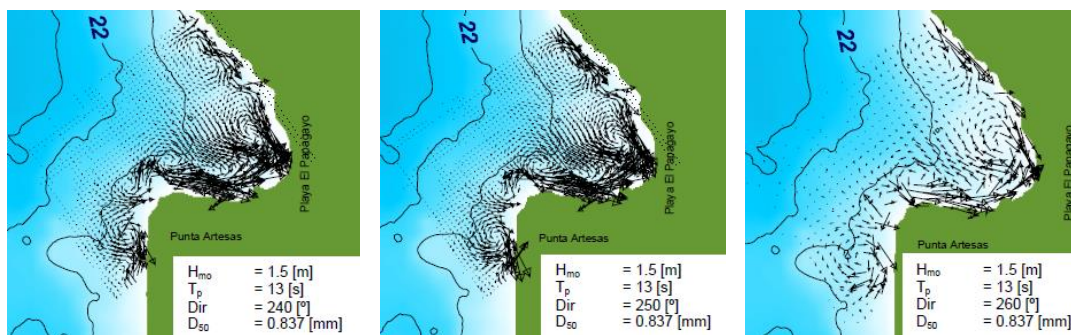 22
Playa El Papagayo
Punta Artesas
Hmo = 1.5 [m]
Tp = 13 [s]
Dir = 240 [º]
D50 = 0.837 [mm]
22
Playa El Papagayo
Punta Artesas
Hmo = 1.5 [m]
Tp = 13 [s]
Dir = 250 [º]
D50 = 0.837 [mm]
22
Playa El Papagayo
Punta Artesas
Hmo = 1.5 [m]
Tp = 13 [s]
Dir = 260 [º]
D50 = 0.837 [mm]